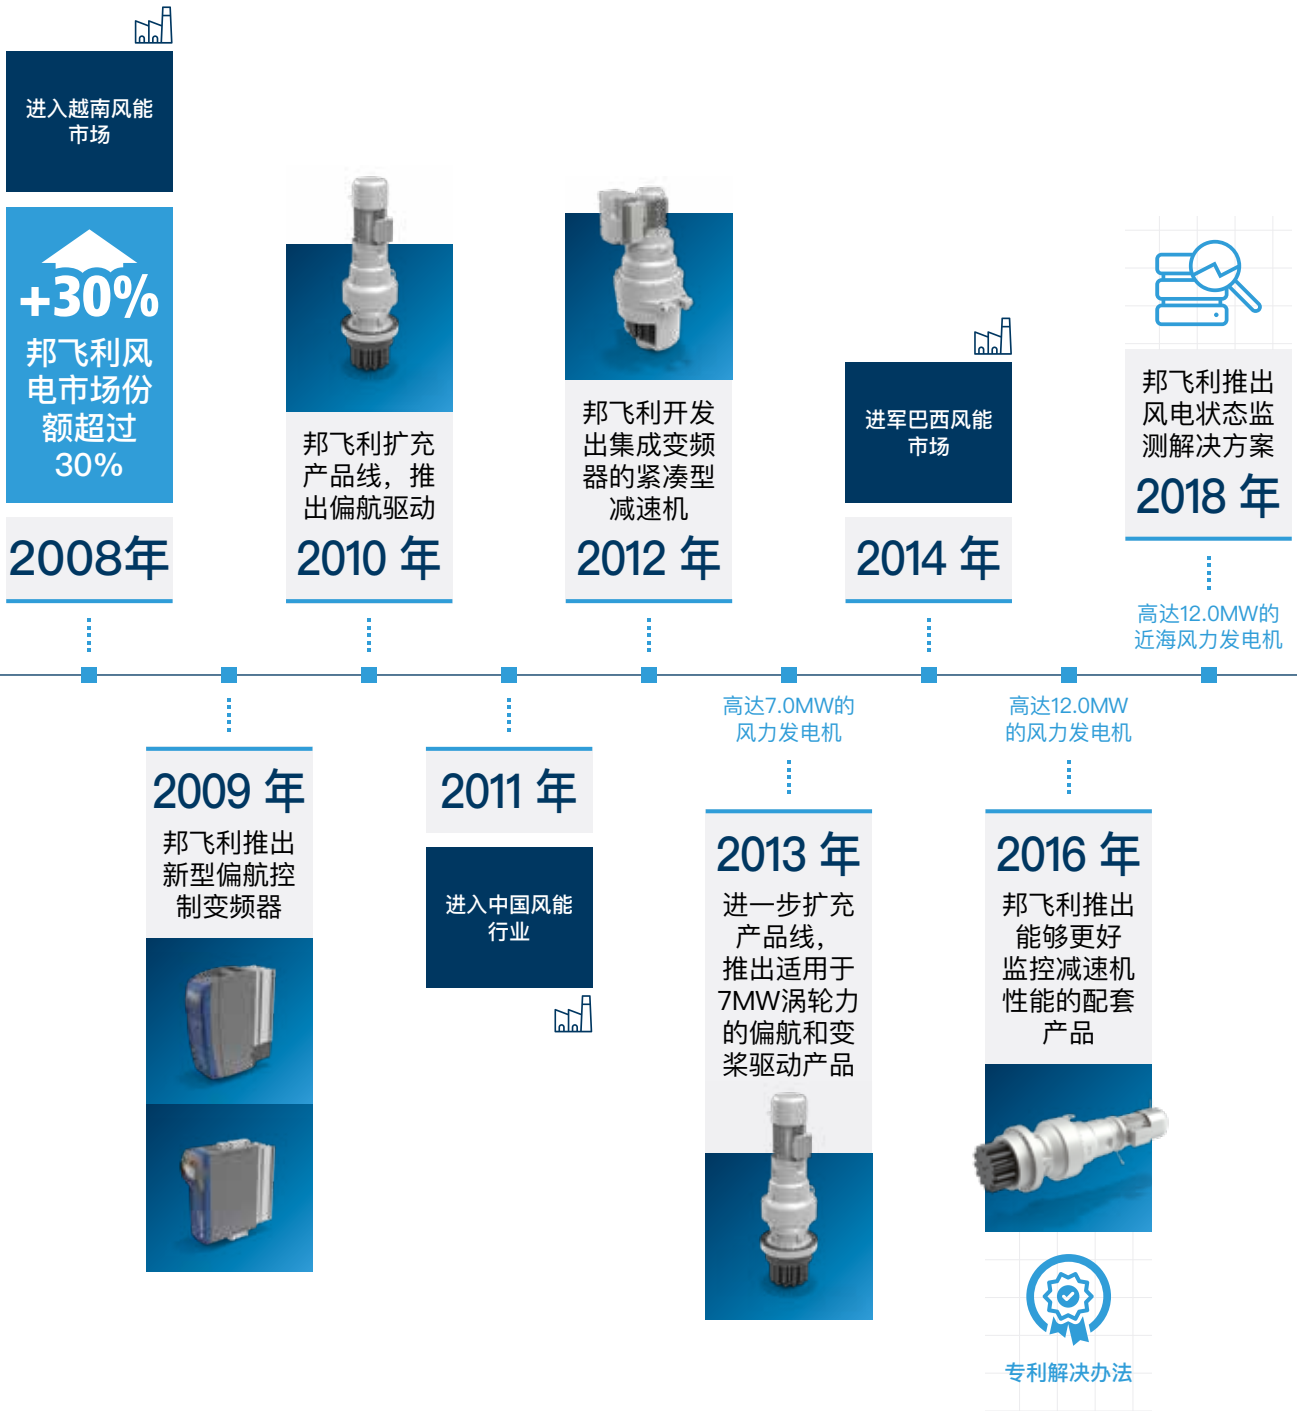 进入越南风能
市场
+30%
邦飞利风
电市场份
额超过
30%
2008年
邦飞利扩充
产品线，推
出偏航驱动
2010 年
邦飞利开发
出集成变频
器的紧凑型
减速机
2012 年
进军巴西风能
市场
2014 年
邦飞利推出
风电状态监
测解决方案
2018 年
高达12.0MW的
近海风力发电机
2009 年
邦飞利推出
新型偏航控
制变频器
2011 年
进入中国风能
行业
高达7.0MW的
风力发电机
2013 年
进一步扩充
产品线，
推出适用于
7MW涡轮力
的偏航和变
桨驱动产品
高达12.0MW
的风力发电机
2016 年
邦飞利推出
能够更好
监控减速机
性能的配套
产品
专利解决办法